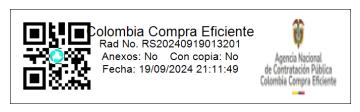 Colombia Compra Eficiente
Rad No. RS20240919013201
Anexos: No Con copia: No
Fecha: 19/09/2024 21:11:49
Agencia Nacional
de Contratación Pública
Colombia Compra Eficiente